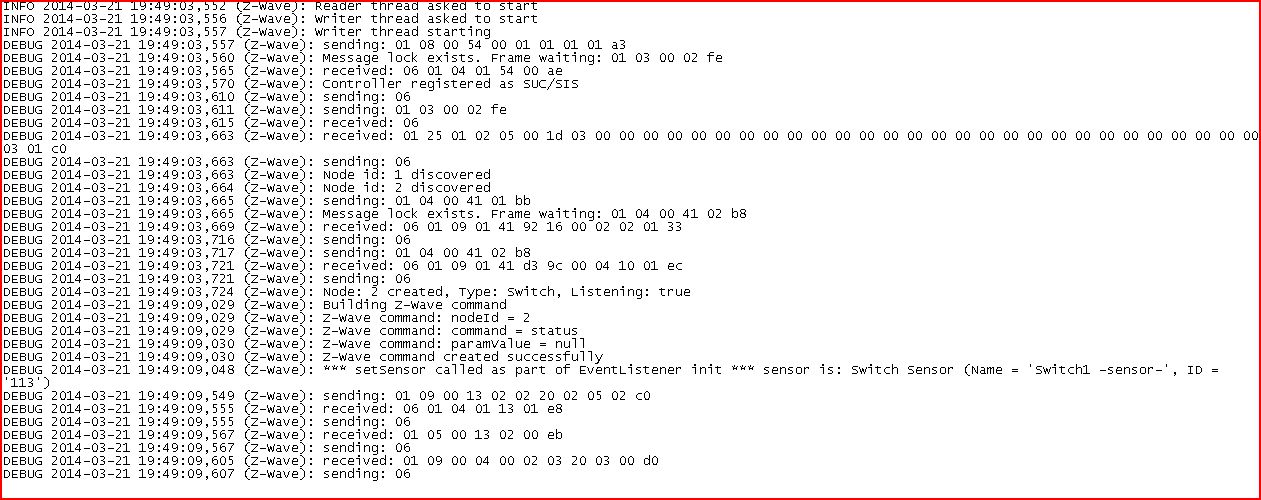 INFO 2014-03-21 19:49:03,552 (Z-Wave): Reader thread asked to start
INFO 2014-03-21 19:49:03,556 (Z-Wave): Writer thread asked to start
INFO 2014-03-21 19:49:03,557 (Z-Wave): Writer thread starting
DEBUG 2014-03-21 19:49:03,557 (Z-Wave): sending: 01 08 00 54 00 01 01 01 01 a3
DEBUG 2014-03-21 19:49:03,560 (Z-Wave): Message lock exists. Frame waiting: 01 03 00 02 fe
DEBUG 2014-03-21 19:49:03,565 (Z-Wave): received: 06 01 04 01 54 00 ae
DEBUG 2014-03-21 19:49:03,570 (Z-Wave): Controller registered as SUC/SIS
DEBUG 2014-03-21 19:49:03,610 (Z-Wave): sending: 06
DEBUG 2014-03-21 19:49:03,611 (Z-Wave): sending: 01 03 00 02 fe
DEBUG 2014-03-21 19:49:03,615 (Z-Wave): received: 06
DEBUG 2014-03-21 19:49:03,663 (Z-Wave): received: 01 25 01 02 05 00 1d 03 00 00 00 00 00 00 00 00 00 00 00 00 00 00 00 00 00 00 00 00 00 00 00 00 00 00 00 00
03 01 c0
DEBUG 2014-03-21 19:49:03,663 (Z-Wave): sending: 06
DEBUG 2014-03-21 19:49:03,663 (Z-Wave): Node id: 1 discovered
DEBUG 2014-03-21 19:49:03,664 (Z-Wave): Node id: 2 discovered
DEBUG 2014-03-21 19:49:03,665 (Z-Wave): sending: 01 04 00 41 01 bb
DEBUG 2014-03-21 19:49:03,665 (Z-Wave): Message lock exists. Frame waiting: 01 04 00 41 02 b8
DEBUG 2014-03-21 19:49:03,669 (Z-Wave): received: 06 01 09 01 41 92 16 00 02 02 01 33
DEBUG 2014-03-21 19:49:03,716 (Z-Wave): sending: 06
DEBUG 2014-03-21 19:49:03,717 (Z-Wave): sending: 01 04 00 41 02 b8
DEBUG 2014-03-21 19:49:03,721 (Z-Wave): received: 06 01 09 01 41 d3 9c 00 04 10 01 ec
DEBUG 2014-03-21 19:49:03,721 (Z-Wave): sending: 06
DEBUG 2014-03-21 19:49:03,724 (Z-Wave): Node: 2 created, Type: Switch, Listening: true
DEBUG 2014-03-21 19:49:09,029 (Z-Wave): Building Z-Wave command
DEBUG 2014-03-21 19:49:09,029 (Z-Wave): Z-Wave command: nodeId = 2
DEBUG 2014-03-21 19:49:09,029 (Z-Wave): Z-Wave command: command = status
DEBUG 2014-03-21 19:49:09,030 (Z-Wave): Z-Wave command: paramValue = null
DEBUG 2014-03-21 19:49:09,030 (Z-Wave): Z-Wave command created successfully
DEBUG 2014-03-21 19:49:09,048 (Z-Wave): *** setSensor called as part of EventListener init *** sensor is: Switch Sensor (Name = 'Switch1 -sensor-', ID =
'113')
DEBUG 2014-03-21 19:49:09,549 (Z-Wave): sending: 01 09 00 13 02 02 20 02 05 02 c0
DEBUG 2014-03-21 19:49:09,555 (Z-Wave): received: 06 01 04 01 13 01 e8
DEBUG 2014-03-21 19:49:09,555 (Z-Wave): sending: 06
DEBUG 2014-03-21 19:49:09,567 (Z-Wave): received: 01 05 00 13 02 00 eb
DEBUG 2014-03-21 19:49:09,567 (Z-Wave): sending: 06
DEBUG 2014-03-21 19:49:09,605 (Z-Wave): received: 01 09 00 04 00 02 03 20 03 00 d0
DEBUG 2014-03-21 19:49:09,607 (Z-Wave): sending: 06